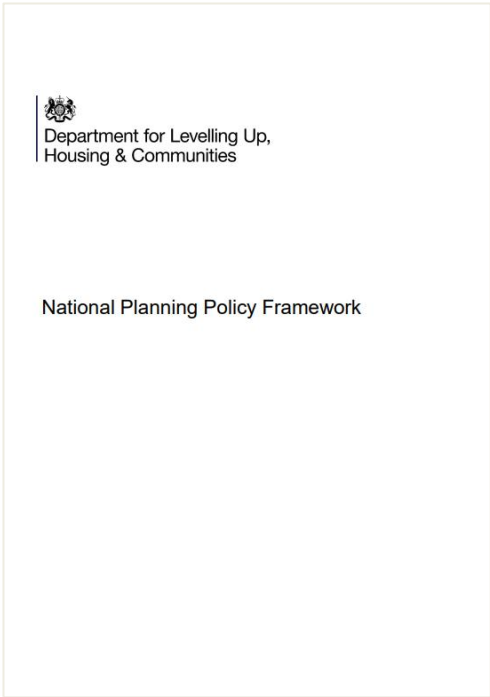 Department for Levelling Up,
Housing & Communities
National Planning Policy Framework